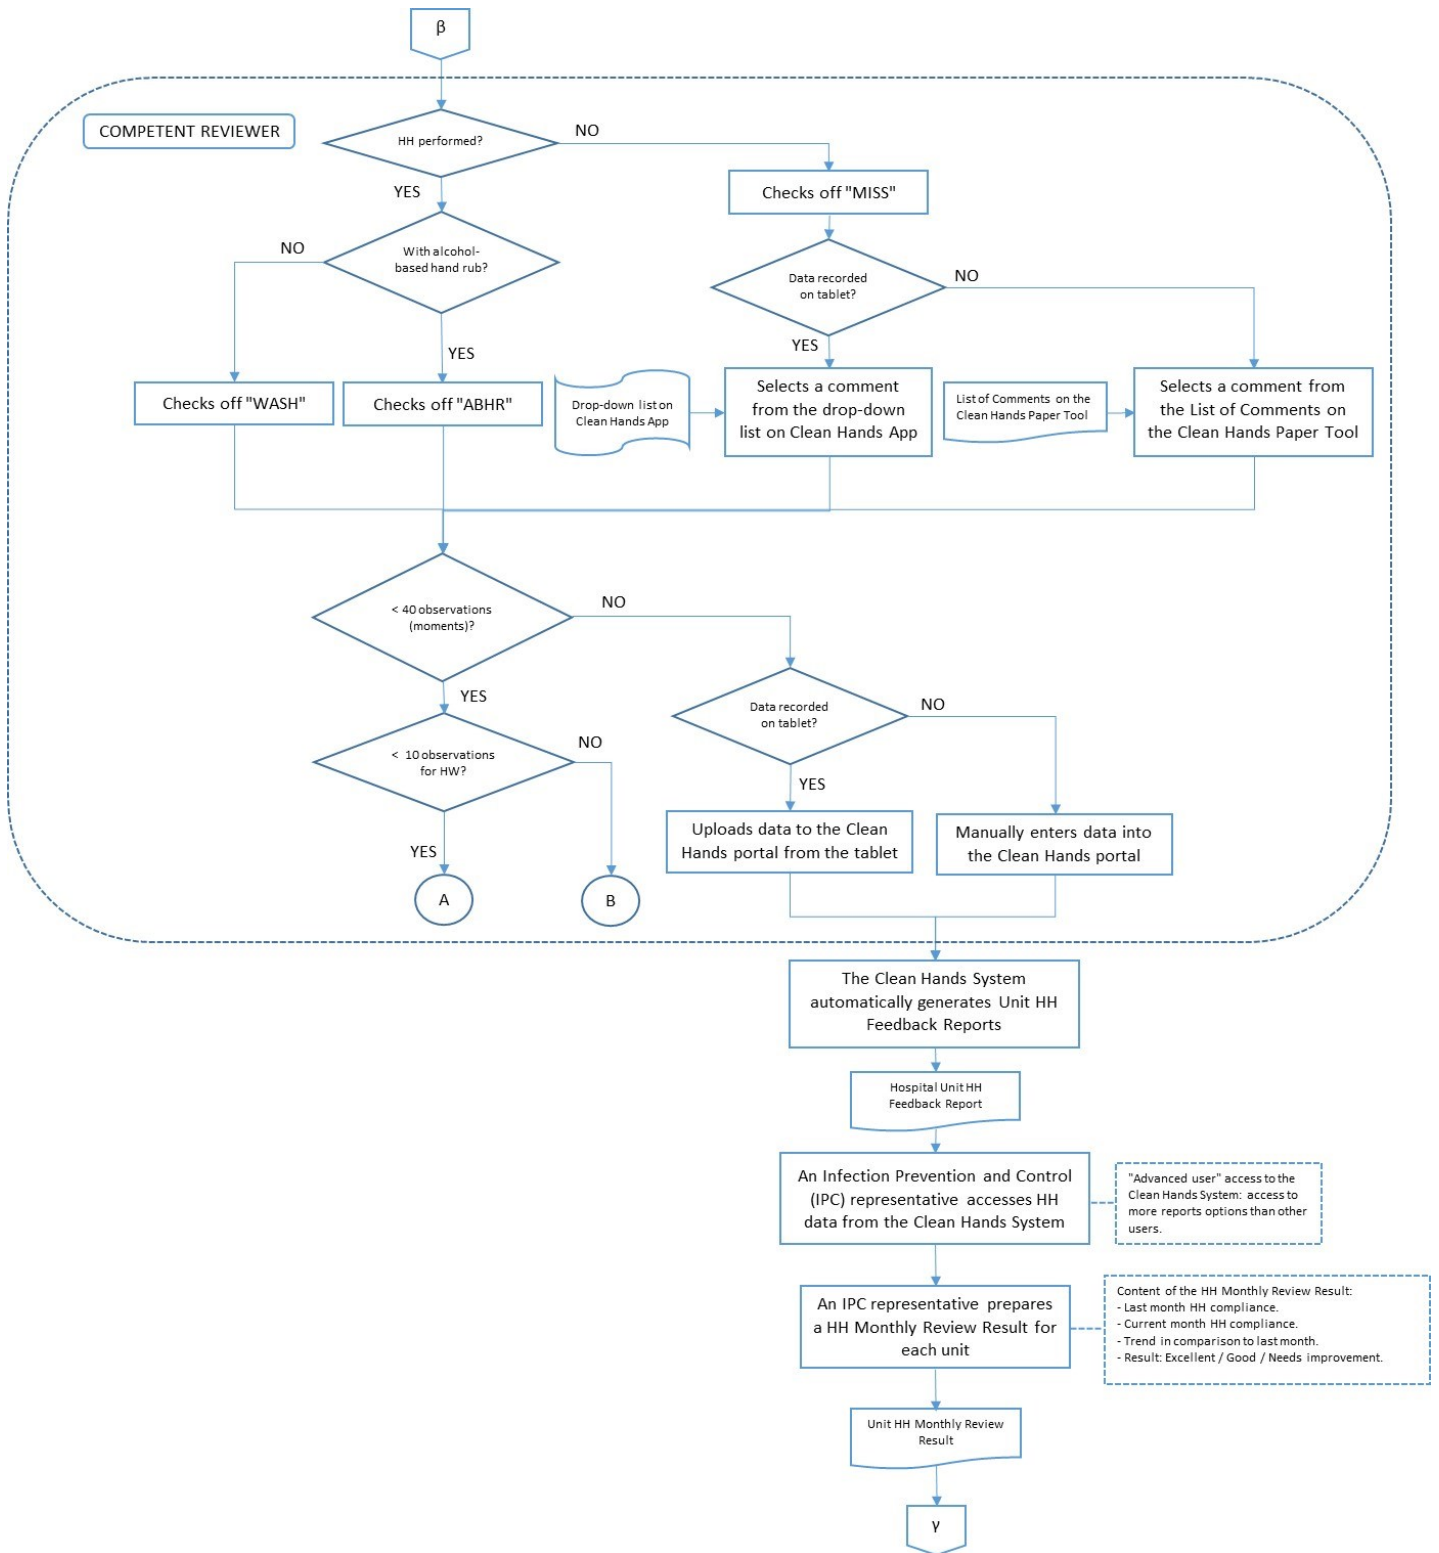 β
COMPETENT REVIEWER
HH performed?
NO
YES
Checks off "MISS"
With alcohol-
based hand rub?
NO
YES
Data recorded
on tablet?
NO
YES
Checks off "WASH"
Checks off "ABHR"
Drop-down list on
Clean Hands App
Selects a comment
from the drop-down
list on Clean Hands App
List of Comments on the
Clean Hands Paper Tool
Selects a comment from
the List of Comments on
the Clean Hands Paper Tool
< 40 observations
(moments)?
NO
YES
Data recorded
on tablet?
NO
YES
< 10 observations
for HW?
NO
YES
Uploads data to the Clean
Hands portal from the tablet
Manually enters data into
the Clean Hands portal
A
B
The Clean Hands System
automatically generates Unit HH
Feedback Reports
Hospital Unit HH
Feedback Report
An Infection Prevention and Control
(IPC) representative accesses HH
data from the Clean Hands System
"Advanced user" access to the
Clean Hands System: access to
more reports options than other
users.
An IPC representative prepares
a HH Monthly Review Result for
each unit
Content of the HH Monthly Review Result:
- Last month HH compliance.
- Current month HH compliance.
- Trend in comparison to last month.
- Result: Excellent / Good / Needs improvement.
Unit HH Monthly Review
Result
γ